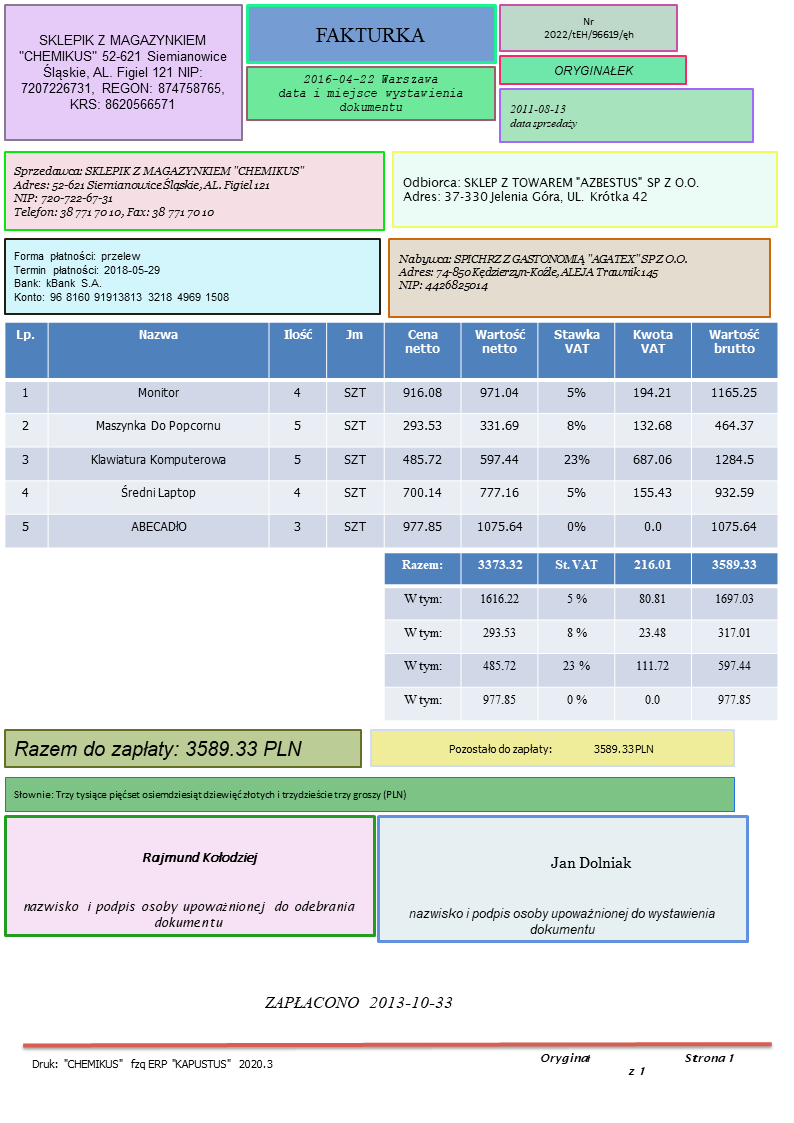 SKLEPIK Z MAGAZYNKIEM
"CHEMIKUS" 52-621 Siemianowice
Śląskie, AL. Figiel 121 NIP:
7207226731, REGON: 874758765,
KRS: 8620566571
FAKTURKA
2016-04-22 Warszawa
data i miejsce wystawienia
dokumentu
Nr
2022/tEH/96619/ęh
ORYGINAŁEK
2011-08-13
data sprzedaży
Sprzedawca: SKLEPIK Z MAGAZYNKIEM "CHEMIKUS"
Adres: 52-621 Siemianowice Śląskie, AL. Figiel 121
NIP: 720-722-67-31
Telefon: 38 771 70 10, Fax: 38 771 70 10
Odbiorca: SKLEP Z TOWAREM "AZBESTUS" SP Z O.O.
Adres: 37-330 Jelenia Góra, UL. Krótka 42
Forma płatności: przelew
Termin płatności: 2018-05-29
Bank: kBank S.A.
Konto: 96 8160 91913813 3218 4969 1508
Nabywca: SPICHRZ Z GASTONOMIĄ "AGATEX" SP Z O.O.
Adres: 74-850 Kędzierzyn-Koźle, ALEJA Trawnik 145
NIP: 4426825014
Lp. Nazwa Ilość Jm Cena netto Wartość netto Stawka VAT Kwota VAT Wartość brutto
1 Monitor 4 SZT 916.08 971.04 5% 194.21 1165.25
2 Maszynka Do Popcornu 5 SZT 293.53 331.69 8% 132.68 464.37
3 Klawiatura Komputerowa 5 SZT 485.72 597.44 23% 687.06 1284.5
4 Średni Laptop 4 SZT 700.14 777.16 5% 155.43 932.59
5 ABECADŁO 3 SZT 977.85 1075.64 0% 0.0 1075.64
Razem: 3373.32 St. VAT 216.01 3589.33
W tym: 1616.22 5 % 80.81 1697.03
W tym: 293.53 8 % 23.48 317.01
W tym: 485.72 23 % 111.72 597.44
W tym: 977.85 0 % 0.0 977.85
Razem do zapłaty: 3589.33 PLN
Pozostało do zapłaty: 3589.33 PLN
Słownie: Trzy tysiące pięćset osiemdziesiąt dziewięć złotych i trzydzieście trzy groszy (PLN)
Rajmund Kołodziej
nazwisko i podpis osoby upoważnionej do odebrania
dokumentu
Jan Dolniak
nazwisko i podpis osoby upoważnionej do wystawienia
dokumentu
ZAPŁACONO 2013-10-33
Druk: "CHEMIKUS" fzq ERP "KAPUSTUS" 2020.3
Oryginał Strona 1
z 1